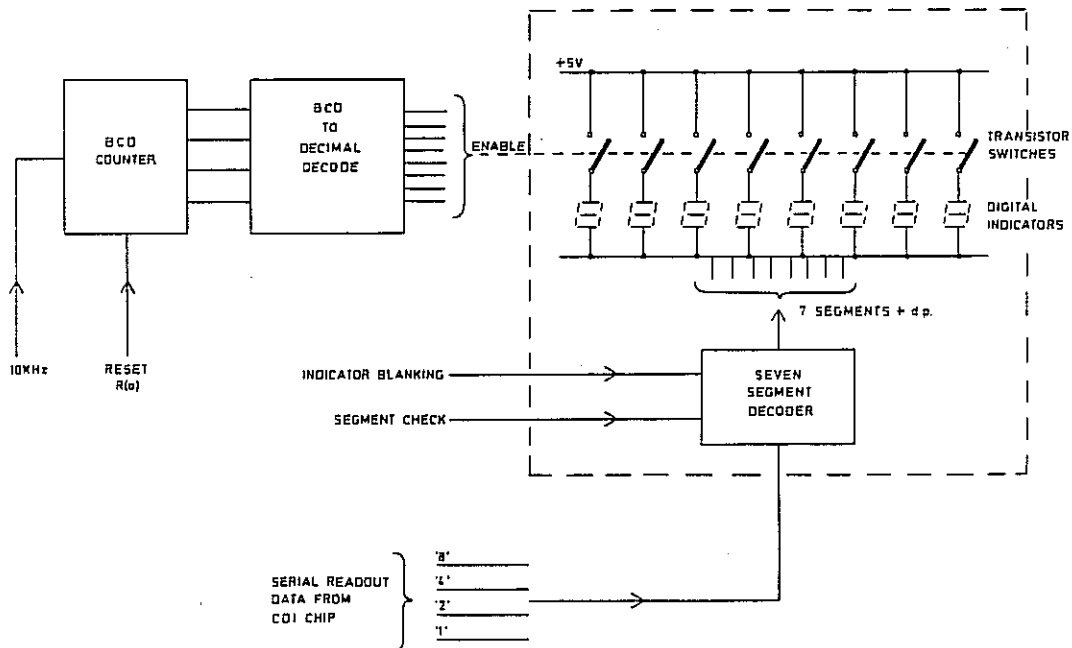 +5V
BCD
COUNTER
BCD
TO
DECIMAL
DECODE
ENABLE
TRANSISTOR
SWITCHES
DIGITAL
INDICATORS
7 SEGMENTS + d.p.
10KHz
RESET
R(o)
INDICATOR BLANKING
SEGMENT CHECK
SEVEN
SEGMENT
DECODER
SERIAL READOUT
DATA FROM
CDI CHIP
'8'
'4'
'2'
'1'